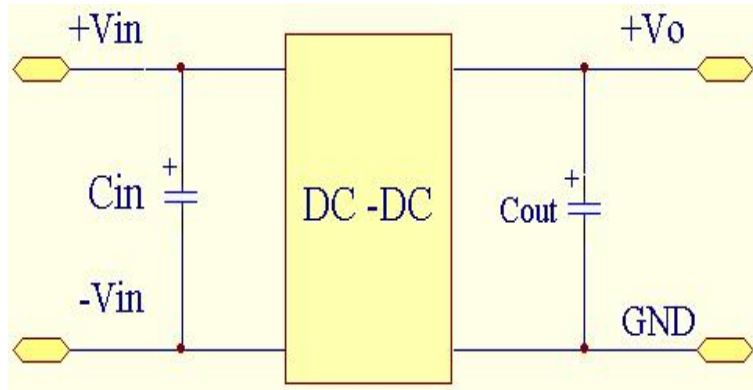 +Vin
+Vo
+
Cin
DC -DC
+
Cout
-Vin
GND